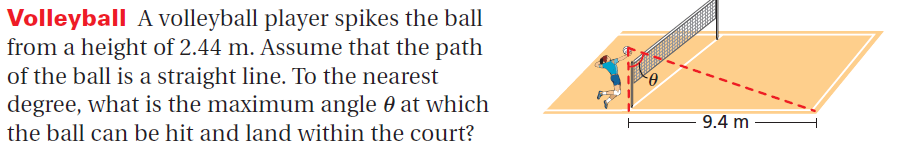 Volleyball A volleyball player spikes the ball
from a height of 2.44 m. Assume that the path
of the ball is a straight line. To the nearest
degree, what is the maximum angle θ at which
the ball can be hit and land within the court?
θ
9.4 m